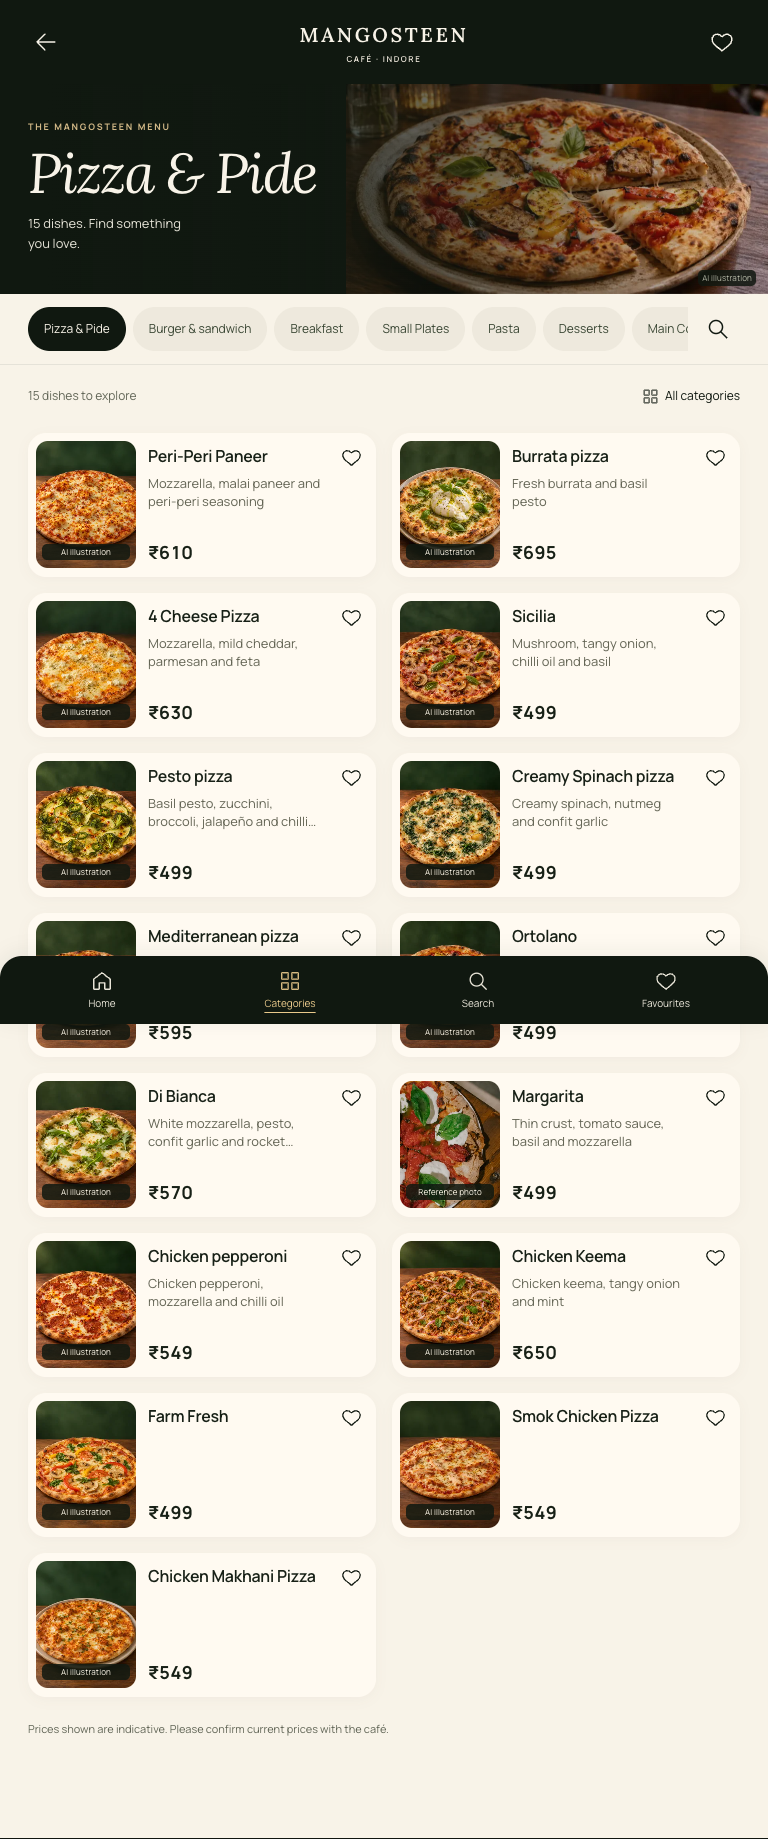 MANGOSTEEN
CAFÉ · INDORE
THE MANGOSTEEN MENU
Pizza & Pide
15 dishes. Find something
you love.
AI illustration
Pizza & Pide
Burger & sandwich
Breakfast
Small Plates
Pasta
Desserts
Main Co
15 dishes to explore
All categories
Peri-Peri Paneer
Mozzarella, malai paneer and
peri-peri seasoning
AI illustration
₹610
Burrata pizza
Fresh burrata and basil
pesto
AI illustration
₹695
4 Cheese Pizza
Mozzarella, mild cheddar,
parmesan and feta
AI illustration
₹630
Sicilia
Mushroom, tangy onion,
chilli oil and basil
AI illustration
₹499
Pesto pizza
Basil pesto, zucchini,
broccoli, jalapeño and chilli...
AI illustration
₹499
Creamy Spinach pizza
Creamy spinach, nutmeg
and confit garlic
AI illustration
₹499
Mediterranean pizza
Ortolano
Home
Categories
Search
Favourites
AI illustration
₹595
AI illustration
₹499
Di Bianca
White mozzarella, pesto,
confit garlic and rocket...
AI illustration
₹570
Margarita
Thin crust, tomato sauce,
basil and mozzarella
Reference photo
₹499
Chicken pepperoni
Chicken pepperoni,
mozzarella and chilli oil
AI illustration
₹549
Chicken Keema
Chicken keema, tangy onion
and mint
AI illustration
₹650
Farm Fresh
AI illustration
₹499
Smok Chicken Pizza
AI illustration
₹549
Chicken Makhani Pizza
AI illustration
₹549
Prices shown are indicative. Please confirm current prices with the café.